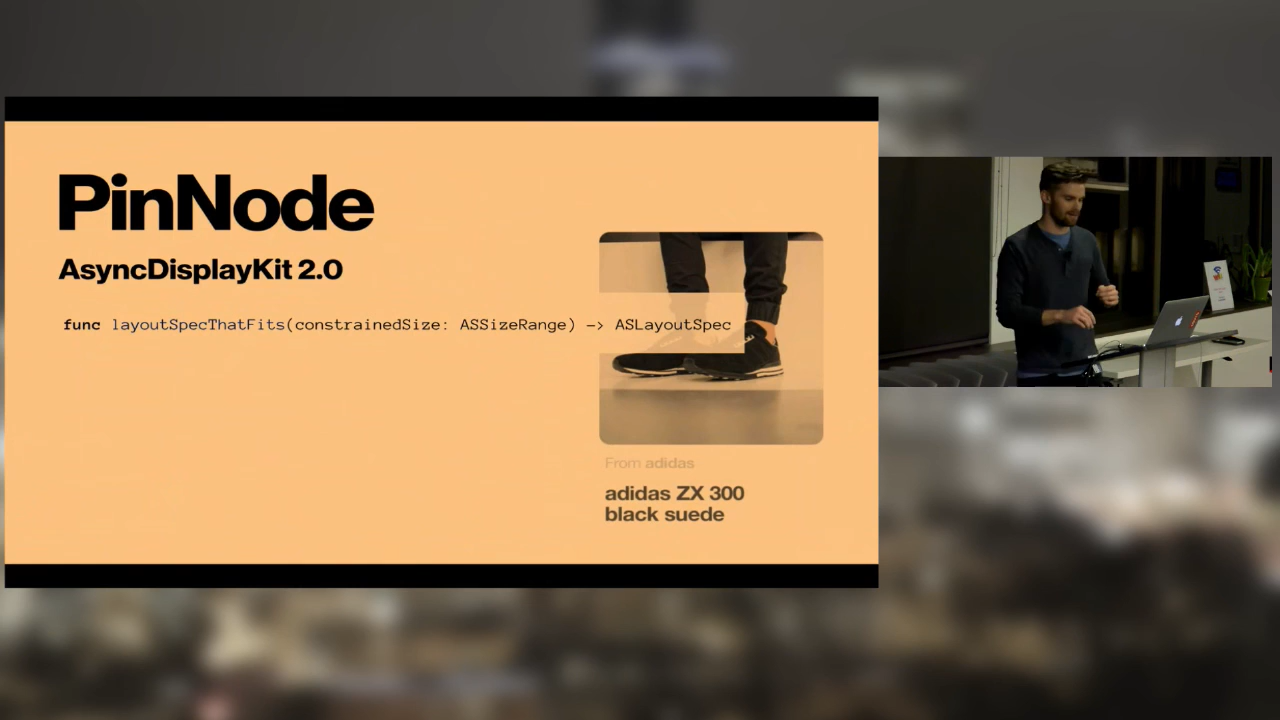 PinNode
AsyncDisplayKit 2.0
func layoutSpecThatFits(constrainedSize: ASSizeRange) -> ASLayoutSpec
From adidas
adidas ZX 300
black suede